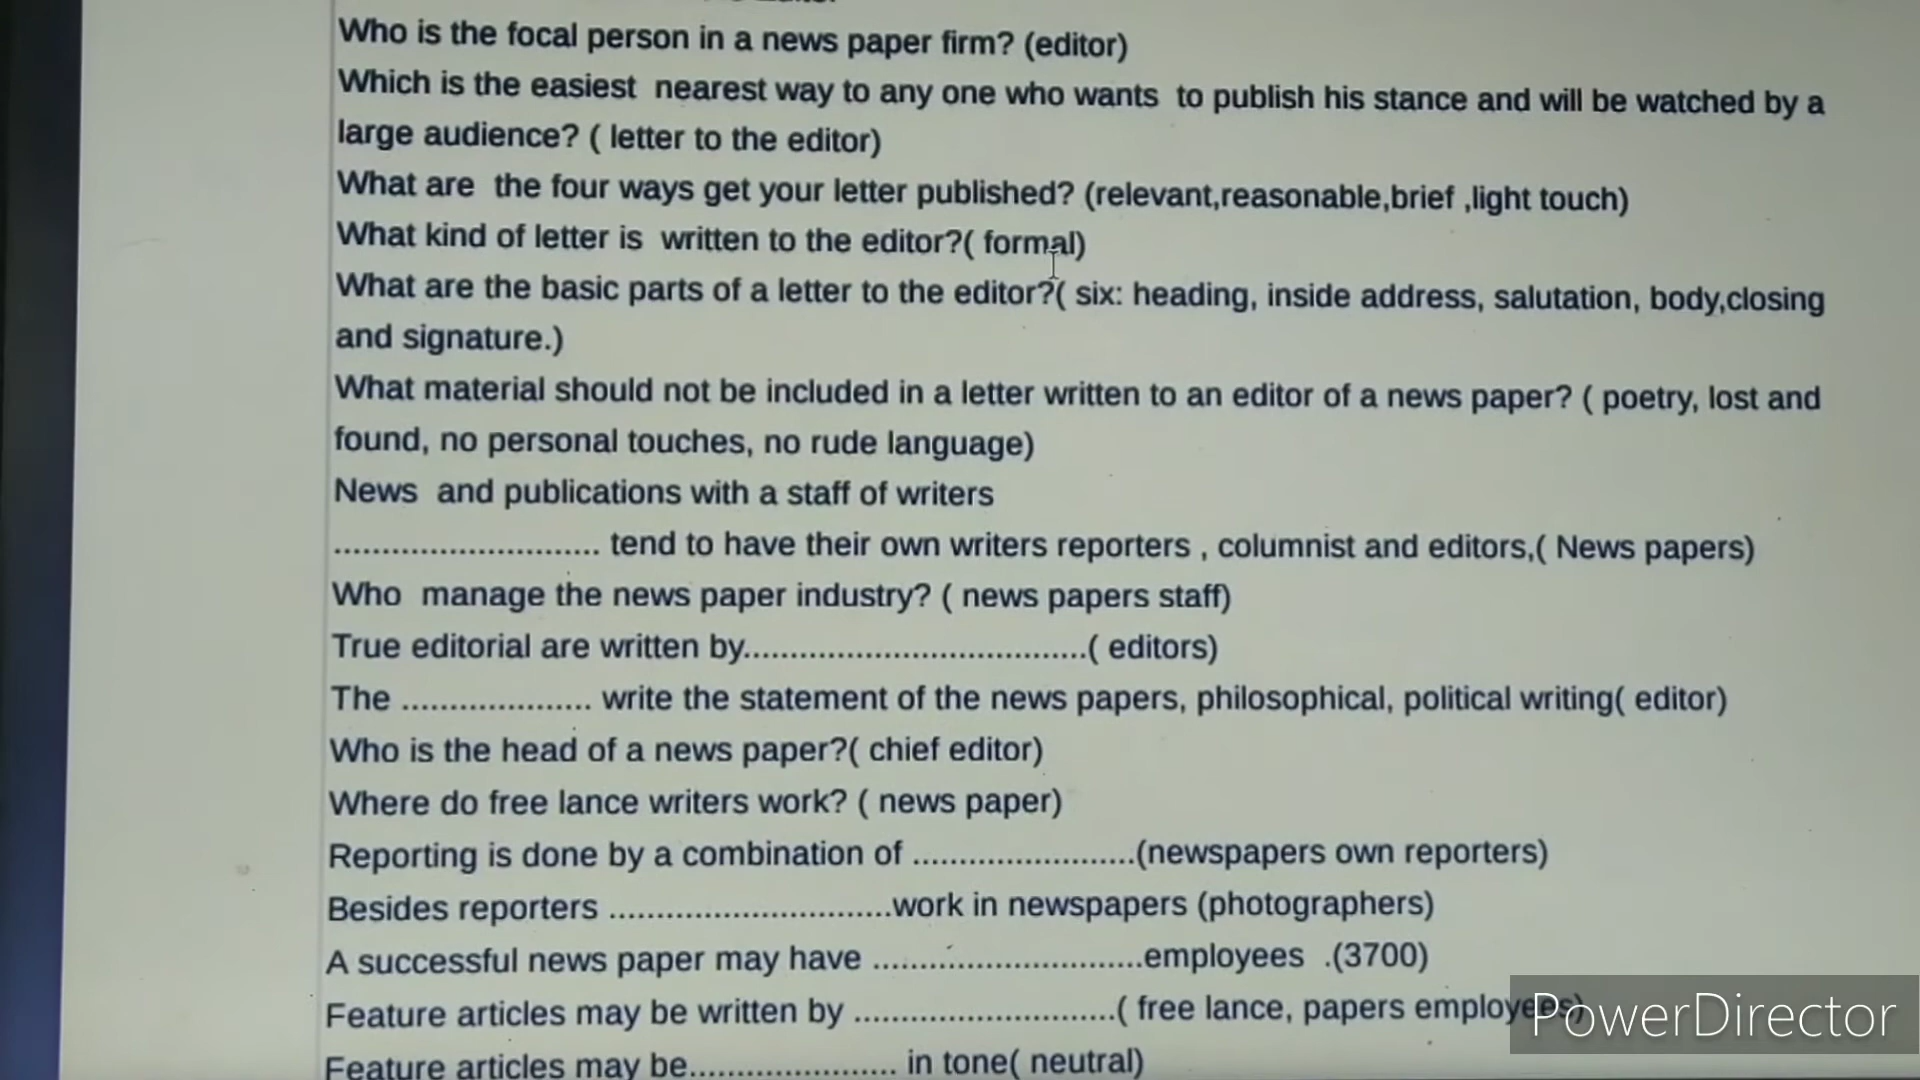 Who is the focal person in a news paper firm? (editor)
Which is the easiest nearest way to any one who wants to publish his stance and will be watched by a
large audience? ( letter to the editor)
What are the four ways get your letter published? (relevant,reasonable,brief ,light touch)
What kind of letter is written to the editor?( formal)
What are the basic parts of a letter to the editor?( six: heading, inside address, salutation, body,closing
and signature.)
What material should not be included in a letter written to an editor of a news paper? ( poetry, lost and
found, no personal touches, no rude language)
News and publications with a staff of writers
............................ tend to have their own writers reporters , columnist and editors,( News papers)
Who manage the news paper industry? ( news papers staff)
True editorial are written by....................................( editors)
The .................... write the statement of the news papers, philosophical, political writing( editor)
Who is the head of a news paper?( chief editor)
Where do free lance writers work? ( news paper)
Reporting is done by a combination of .......................(newspapers own reporters)
Besides reporters .............................work in newspapers (photographers)
A successful news paper may have ............................employees .(3700)
Feature articles may be written by ...........................( free lance, papers employees)
Feature articles may be..................... in tone( neutral)
PowerDirector